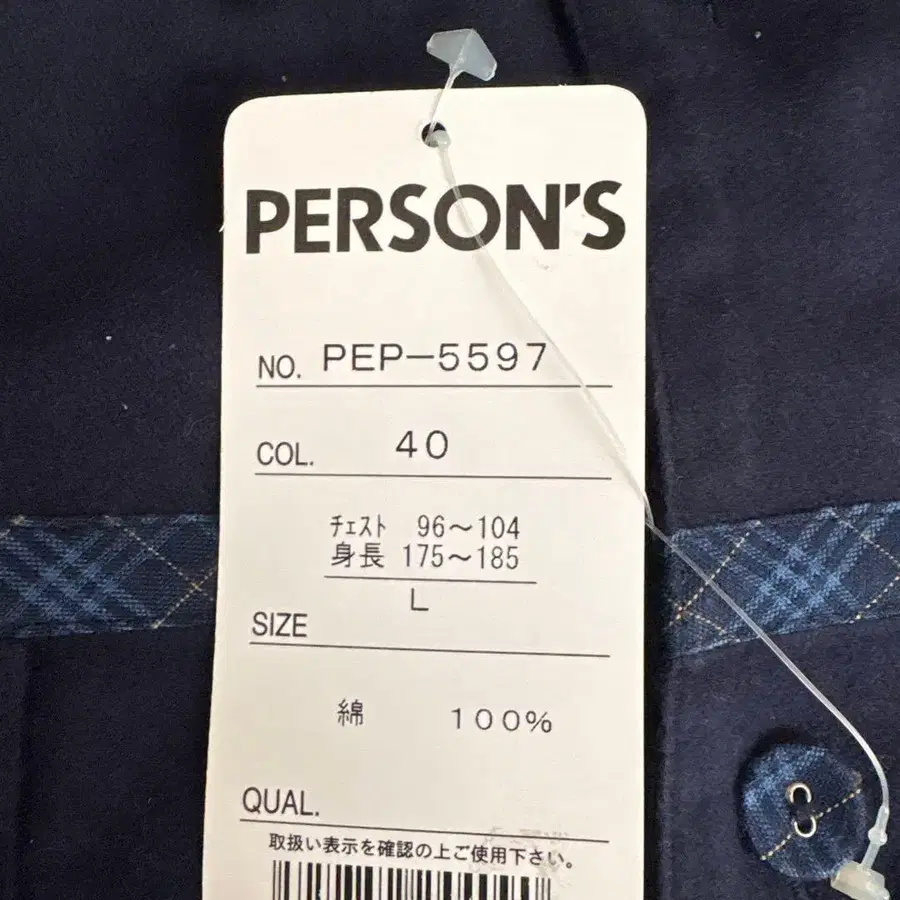 PERSON'S
NO. PEP-5597
COL. 40
ﾁｪｽﾄ 96～104
身長 175～185
L
SIZE
綿 100%
QUAL.
取扱い表示を確認の上ご使用下さい。